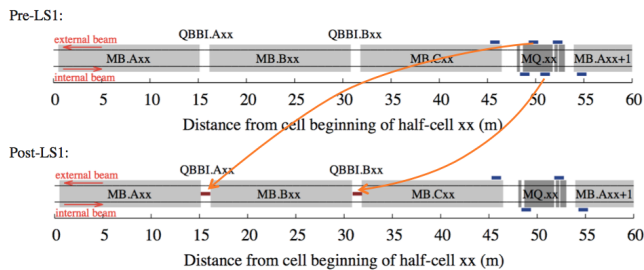 Pre-LS1:
QBBI.Axx QBBI.Bxx
external beam
MB.Axx MB.Bxx MB.Cxx MQ.xx MB.Axx+1
internal beam
0 5 10 15 20 25 30 35 40 45 50 55 60
Distance from cell beginning of half-cell xx (m)
Post-LS1:
QBBI.Axx QBBI.Bxx
external beam
MB.Axx MB.Bxx MB.Cxx MQ.xx MB.Axx+1
internal beam
0 5 10 15 20 25 30 35 40 45 50 55 60
Distance from cell beginning of half-cell xx (m)